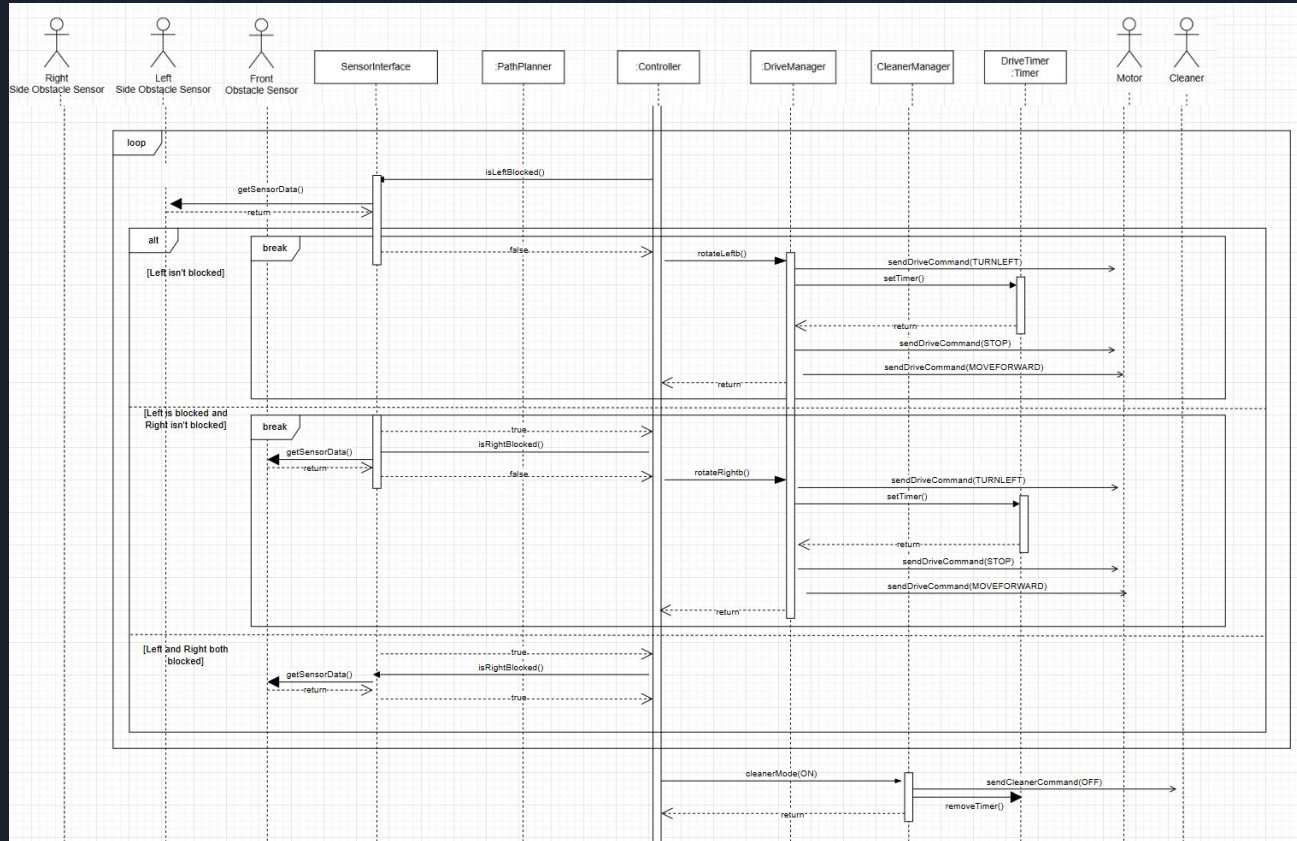 Right
Side Obstacle Sensor
Left
Side Obstacle Sensor
Front
Obstacle Sensor
SensorInterface
:PathPlanner
:Controller
:DriveManager
:CleanerManager
DriveTimer
:Timer
Motor
Cleaner
loop
isLeftBlocked()
getSensorData()
return
alt
break
[Left isn't blocked]
false
rotateLeftb()
sendDriveCommand(TURNLEFT)
setTimer()
return
sendDriveCommand(STOP)
sendDriveCommand(MOVEFORWARD)
return
[Left is blocked and
Right isn't blocked]
break
true
isRightBlocked()
getSensorData()
return
false
rotateRightb()
sendDriveCommand(TURNLEFT)
setTimer()
return
sendDriveCommand(STOP)
sendDriveCommand(MOVEFORWARD)
return
[Left and Right both
blocked]
true
isRightBlocked()
getSensorData()
return
true
cleanerMode(ON)
sendCleanerCommand(OFF)
removeTimer()
return